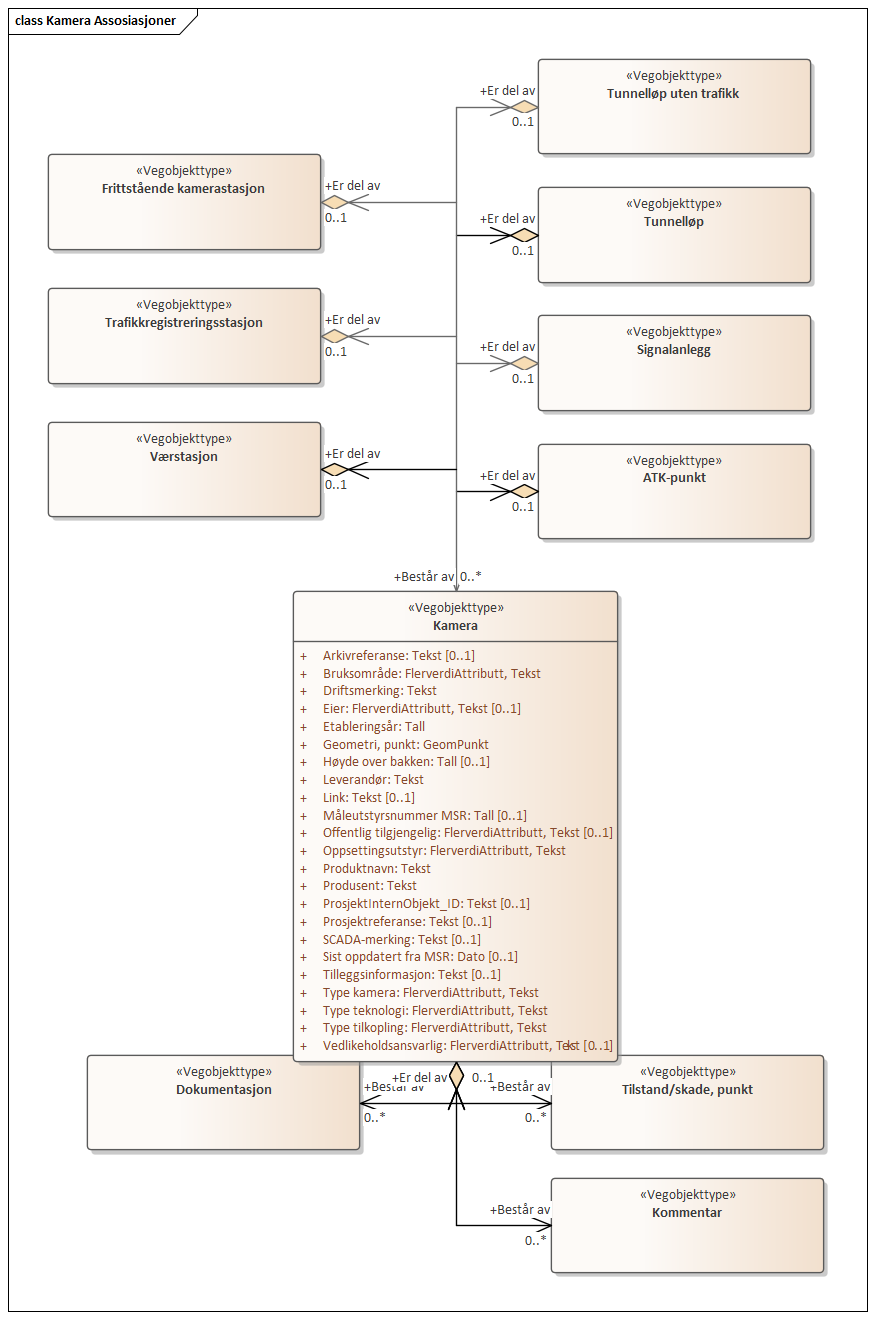 class Kamera Assosiasjoner
+Er del av
0..1
«Vegobjekttype»
Tunnelløp uten trafikk
«Vegobjekttype»
Frittstående kamerastasjon
+Er del av
0..1
+Er del av
0..1
«Vegobjekttype»
Tunnelløp
«Vegobjekttype»
Trafikkregistreringsstasjon
+Er del av
0..1
+Er del av
0..1
«Vegobjekttype»
Signalanlegg
«Vegobjekttype»
Værstasjon
+Er del av
0..1
+Er del av
0..1
«Vegobjekttype»
ATK-punkt
+Består av 0..*
«Vegobjekttype»
Kamera
+ Arkivreferanse: Tekst [0..1]
+ Bruksområde: FlerverdiAttributt, Tekst
+ Driftsmerking: Tekst
+ Eier: FlerverdiAttributt, Tekst [0..1]
+ Etableringsår: Tall
+ Geometri, punkt: GeomPunkt
+ Høyde over bakken: Tall [0..1]
+ Leverandør: Tekst
+ Link: Tekst [0..1]
+ Måleutstyrsnummer MSR: Tall [0..1]
+ Offentlig tilgjengelig: FlerverdiAttributt, Tekst [0..1]
+ Oppsettingsutstyr: FlerverdiAttributt, Tekst
+ Produktnavn: Tekst
+ Produsent: Tekst
+ ProsjektInternObjekt_ID: Tekst [0..1]
+ Prosjektreferanse: Tekst [0..1]
+ SCADA-merking: Tekst [0..1]
+ Sist oppdatert fra MSR: Dato [0..1]
+ Tilleggsinformasjon: Tekst [0..1]
+ Type kamera: FlerverdiAttributt, Tekst
+ Type teknologi: FlerverdiAttributt, Tekst
+ Type tilkopling: FlerverdiAttributt, Tekst
+ Vedlikeholdsansvarlig: FlerverdiAttributt, Tekst [0..1]
«Vegobjekttype»
Dokumentasjon
+Er del av 0..1
+Består av
0..*
+Består av
0..*
«Vegobjekttype»
Tilstand/skade, punkt
+Består av
0..*
«Vegobjekttype»
Kommentar